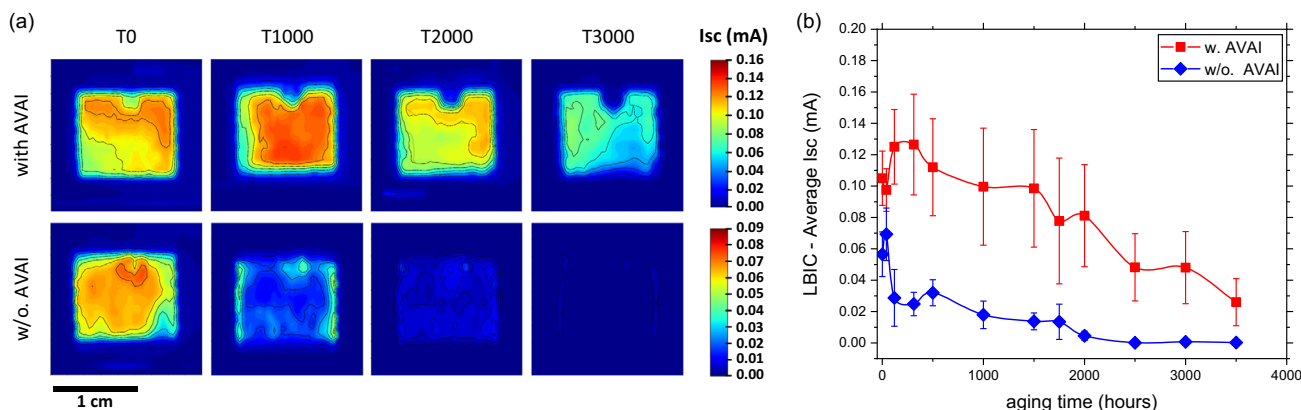 (a)
T0 T1000 T2000 T3000 Isc (mA)
with AVAI
0.16
0.14
0.12
0.10
0.08
0.06
0.04
0.02
0.00
w/o. AVAI
0.09
0.08
0.07
0.06
0.05
0.04
0.03
0.02
0.01
0.00
1 cm
(b)
LBIC - Average Isc (mA)
0.20
0.18
0.16
0.14
0.12
0.10
0.08
0.06
0.04
0.02
0.00
w. AVAI
w/o. AVAI
0 1000 2000 3000 4000
aging time (hours)